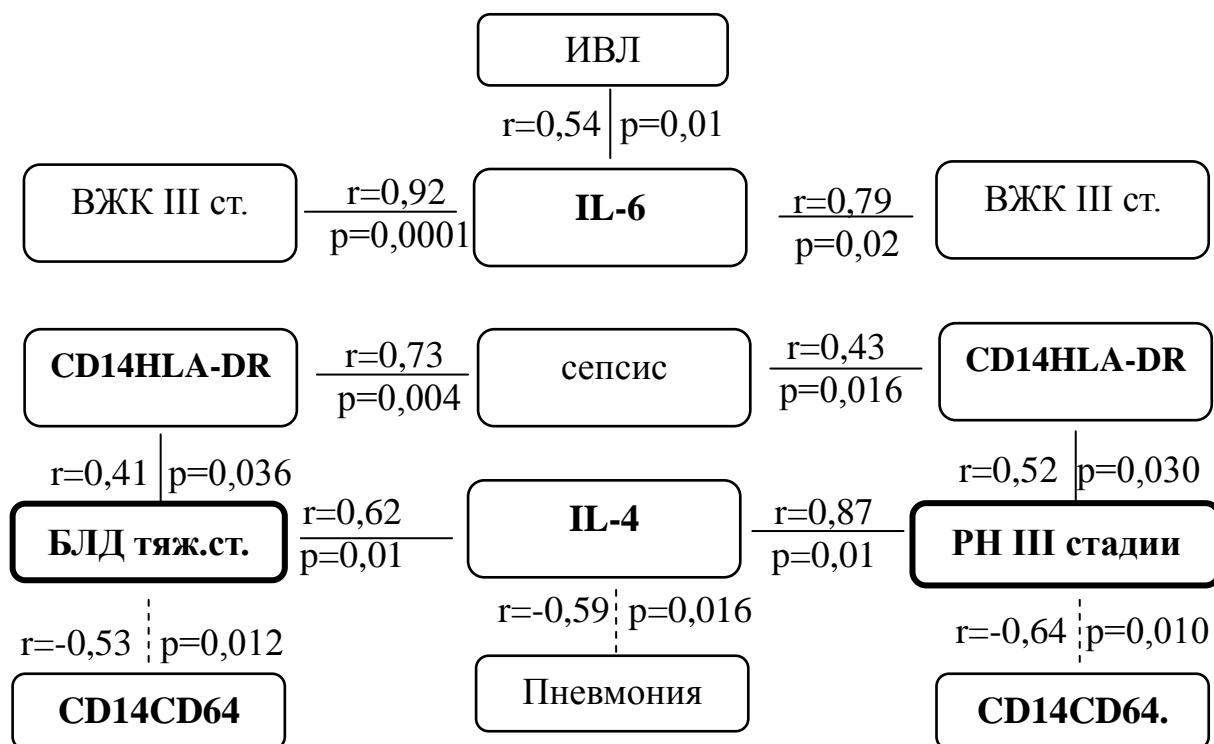 ИВЛ
r=0,54 p=0,01
ВЖК III ст.
r=0,92
p=0,0001
IL-6
r=0,79
p=0,02
ВЖК III ст.
CD14HLA-DR
r=0,73
p=0,004
сепсис
r=0,43
p=0,016
CD14HLA-DR
r=0,41 p=0,036
r=0,52 p=0,030
БЛД тяж.ст.
r=0,62
p=0,01
IL-4
r=0,87
p=0,01
РН III стадии
r=-0,53 p=0,012
r=-0,59 p=0,016
r=-0,64 p=0,010
CD14CD64
Пневмония
CD14CD64.